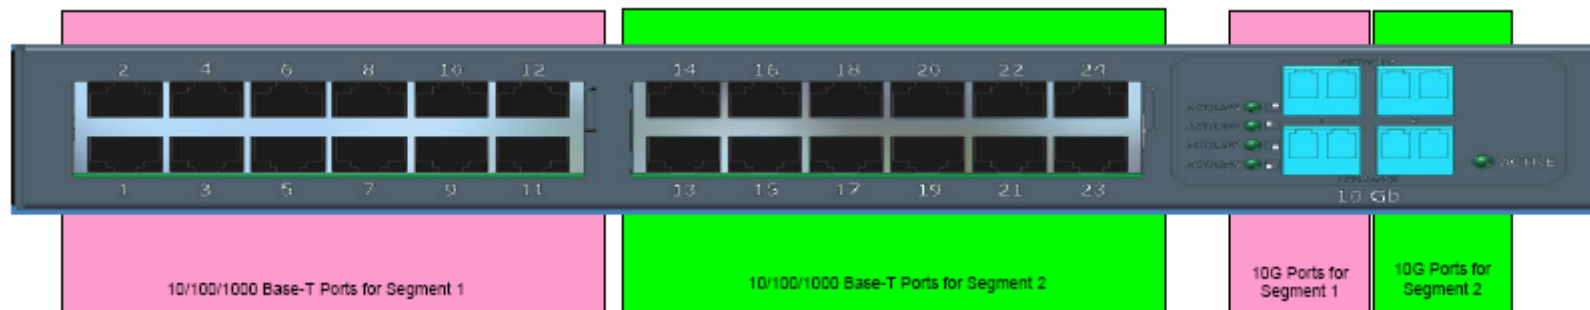 2 4 6 8 10 12 14 16 18 20 22 24
1 3 5 7 9 11 13 15 17 19 21 23
ACTIVE
10 Gb
10/100/1000 Base-T Ports for Segment 1
10/100/1000 Base-T Ports for Segment 2
10G Ports for
Segment 1
10G Ports for
Segment 2